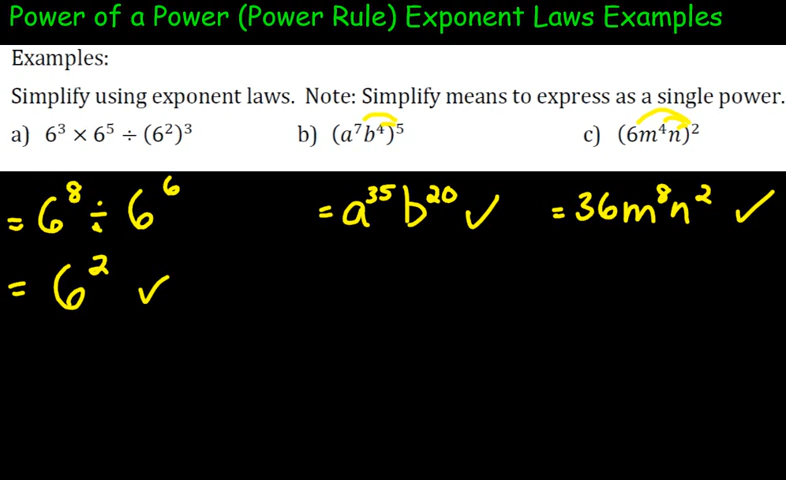 Power of a Power (Power Rule) Exponent Laws Examples
Examples:
Simplify using exponent laws. Note: Simplify means to express as a single power.
a) 6³ × 6⁵ ÷ (6²)³ b) (a⁷b⁴)⁵ c) (6m⁴n)²
= 6⁸ ÷ 6⁶ = a³⁵b²⁰ ✓ = 36m⁸n² ✓
= 6² ✓